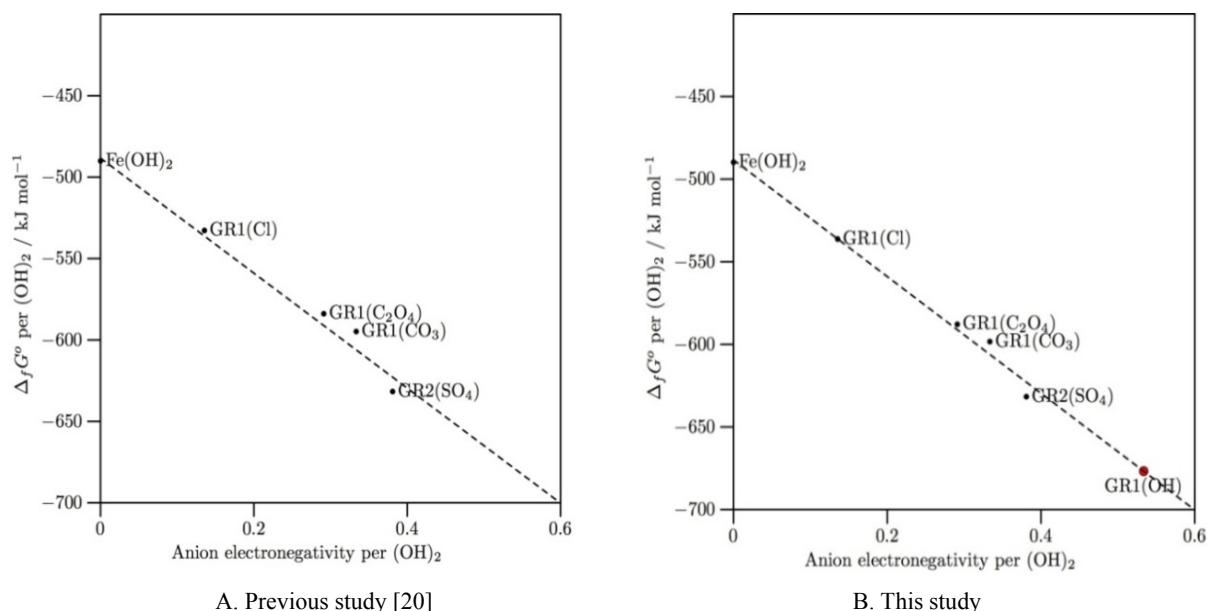 −450
−500
−550
−600
−650
−700
Δ_fG° per (OH)₂ / kJ mol⁻¹
Fe(OH)₂
GR1(Cl)
GR1(C₂O₄)
GR1(CO₃)
GR2(SO₄)
0
0.2
0.4
0.6
Anion electronegativity per (OH)₂
A. Previous study [20]
−450
−500
−550
−600
−650
−700
Δ_fG° per (OH)₂ / kJ mol⁻¹
Fe(OH)₂
GR1(Cl)
GR1(C₂O₄)
GR1(CO₃)
GR2(SO₄)
GR1(OH)
0
0.2
0.4
0.6
Anion electronegativity per (OH)₂
B. This study